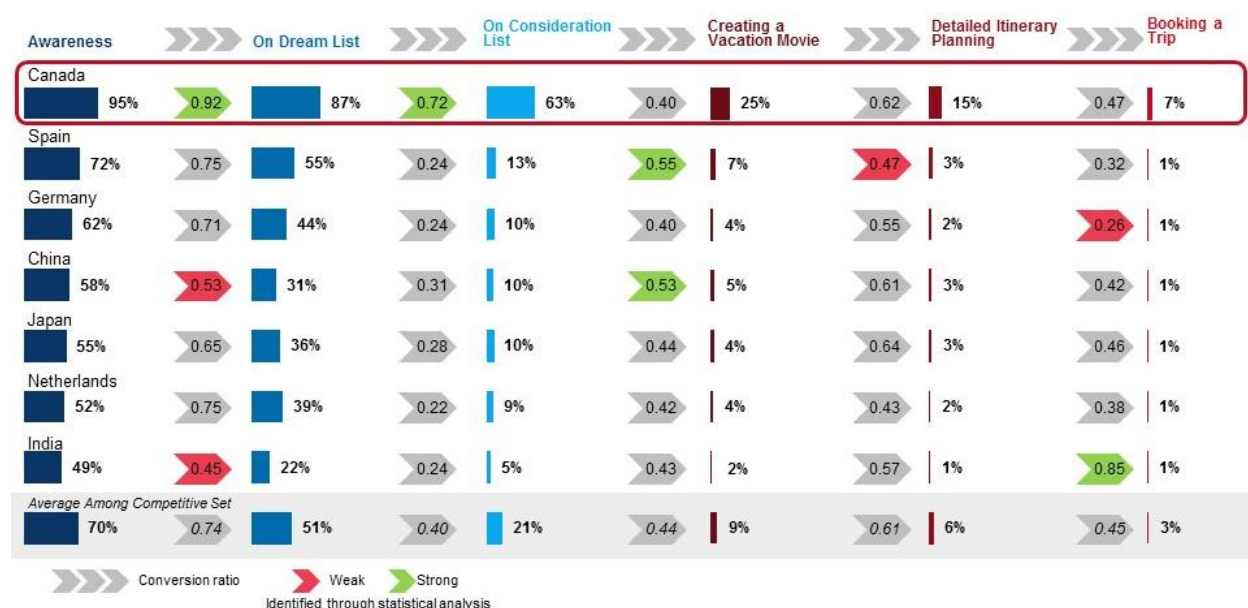 Awareness On Dream List On Consideration List Creating a Vacation Movie Detailed Itinerary Planning Booking a Trip
Canada
95% 0.92 87% 0.72 63% 0.40 25% 0.62 15% 0.47 7%
Spain
72% 0.75 55% 0.24 13% 0.55 7% 0.47 3% 0.32 1%
Germany
62% 0.71 44% 0.24 10% 0.40 4% 0.55 2% 0.26 1%
China
58% 0.53 31% 0.31 10% 0.53 5% 0.61 3% 0.42 1%
Japan
55% 0.65 36% 0.28 10% 0.44 4% 0.64 3% 0.46 1%
Netherlands
52% 0.75 39% 0.22 9% 0.42 4% 0.43 2% 0.38 1%
India
49% 0.45 22% 0.24 5% 0.43 2% 0.57 1% 0.85 1%
Average Among Competitive Set
70% 0.74 51% 0.40 21% 0.44 9% 0.61 6% 0.45 3%
Conversion ratio Weak Strong
Identified through statistical analysis